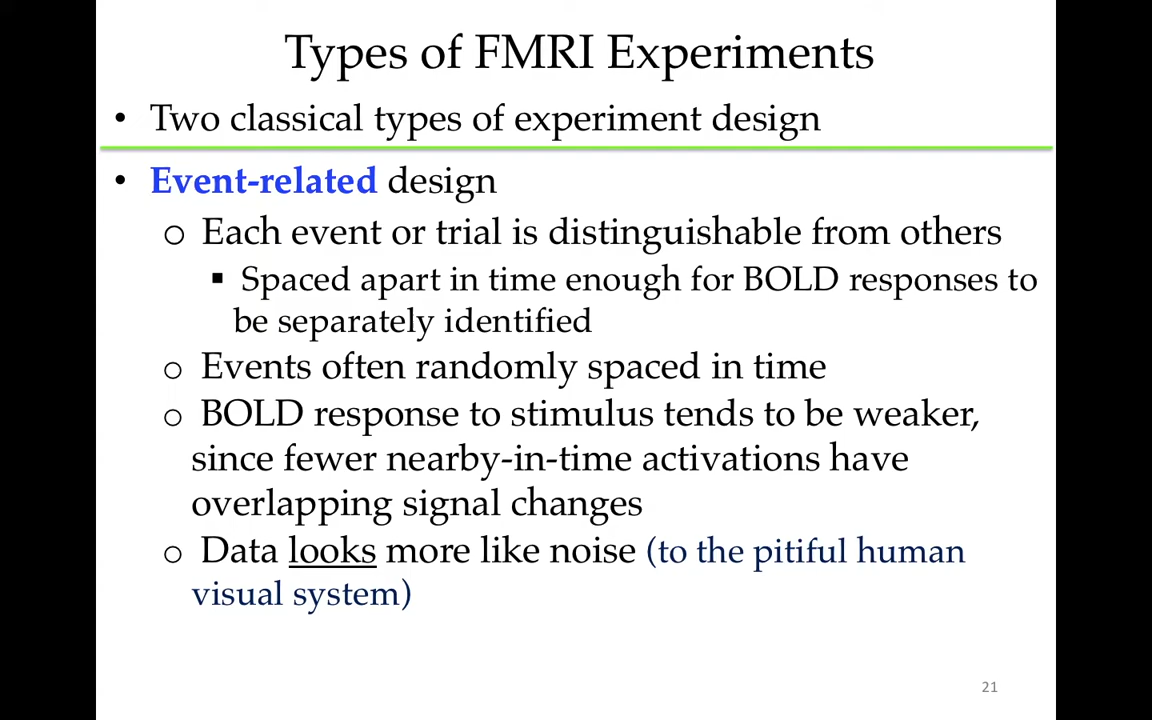 Types of FMRI Experiments
• Two classical types of experiment design
• Event-related design
o Each event or trial is distinguishable from others
▪ Spaced apart in time enough for BOLD responses to
be separately identified
o Events often randomly spaced in time
o BOLD response to stimulus tends to be weaker,
since fewer nearby-in-time activations have
overlapping signal changes
o Data looks more like noise (to the pitiful human
visual system)
21